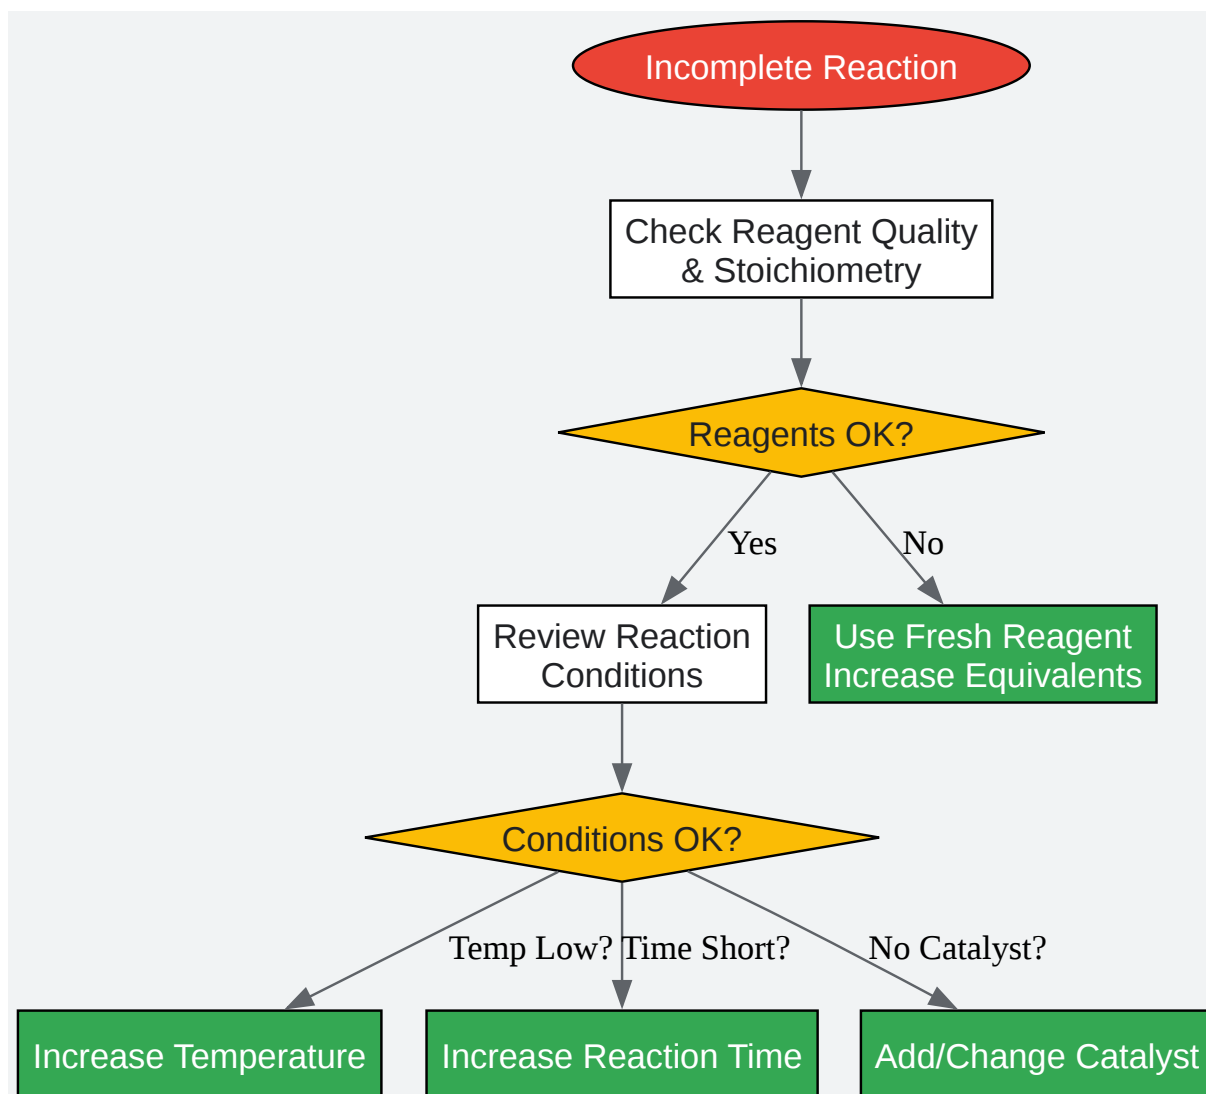 Incomplete Reaction
Check Reagent Quality
& Stoichiometry
Reagents OK?
Yes
No
Review Reaction
Conditions
Use Fresh Reagent
Increase Equivalents
Conditions OK?
Temp Low?
Time Short?
No Catalyst?
Increase Temperature
Increase Reaction Time
Add/Change Catalyst